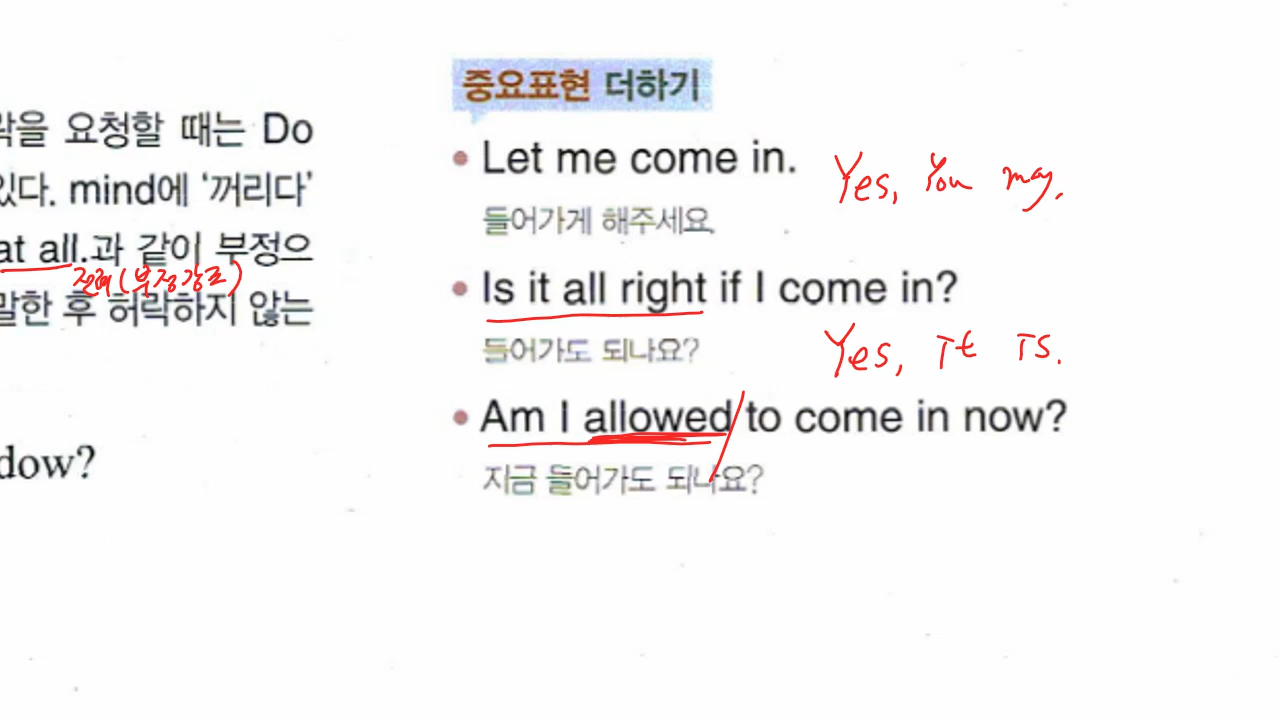 락을 요청할 때는 Do
있다. mind에 '꺼리다'
at all.과 같이 부정으
전혀(부정강조)
말한 후 허락하지 않는
dow?
중요표현 더하기
• Let me come in. Yes, You may.
들어가게 해주세요.
• Is it all right if I come in?
들어가도 되나요? Yes, It Is.
• Am I allowed to come in now?
지금 들어가도 되나요?